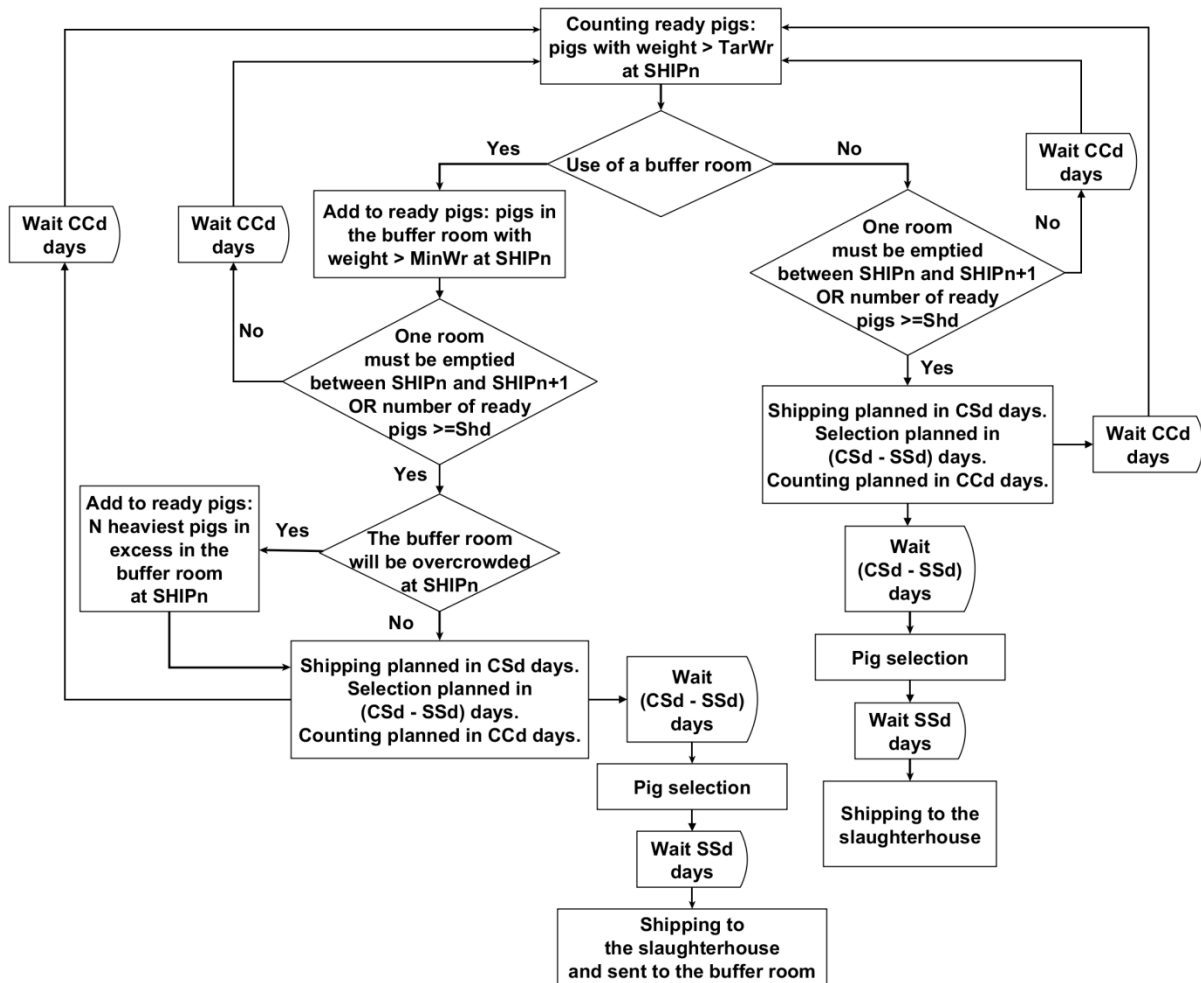 Counting ready pigs:
pigs with weight > TarWr
at SHIPn
Yes
Use of a buffer room
No
Wait CCd
days
Wait CCd
days
Wait CCd
days
Add to ready pigs: pigs in
the buffer room with
weight > MinWr at SHIPn
One room
must be emptied
between SHIPn and SHIPn+1
OR number of ready
pigs >=Shd
No
No
One room
must be emptied
between SHIPn and SHIPn+1
OR number of ready
pigs >=Shd
Yes
Shipping planned in CSd days.
Selection planned in
(CSd - SSd) days.
Counting planned in CCd days.
Wait CCd
days
Yes
Add to ready pigs:
N heaviest pigs in
excess in the
buffer room
at SHIPn
Yes
The buffer room
will be overcrowded
at SHIPn
Wait
(CSd - SSd)
days
No
Shipping planned in CSd days.
Selection planned in
(CSd - SSd) days.
Counting planned in CCd days.
Wait
(CSd - SSd)
days
Pig selection
Wait SSd
days
Pig selection
Shipping to the
slaughterhouse
Wait SSd
days
Shipping to
the slaughterhouse
and sent to the buffer room